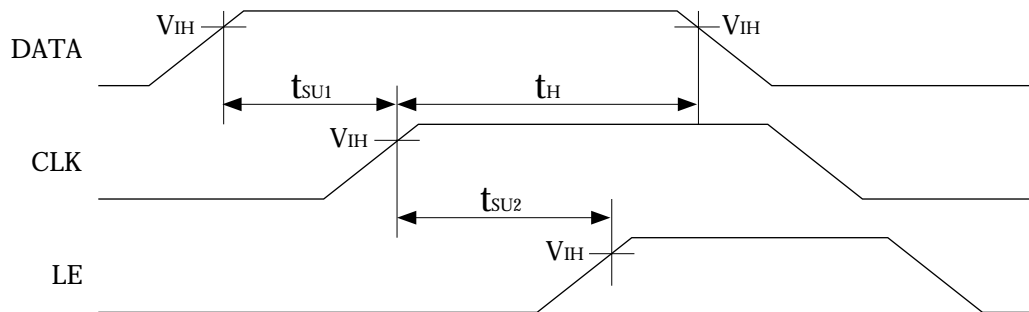 VIH VIH
DATA
tSU1 tH
VIH
CLK
tSU2
VIH
LE